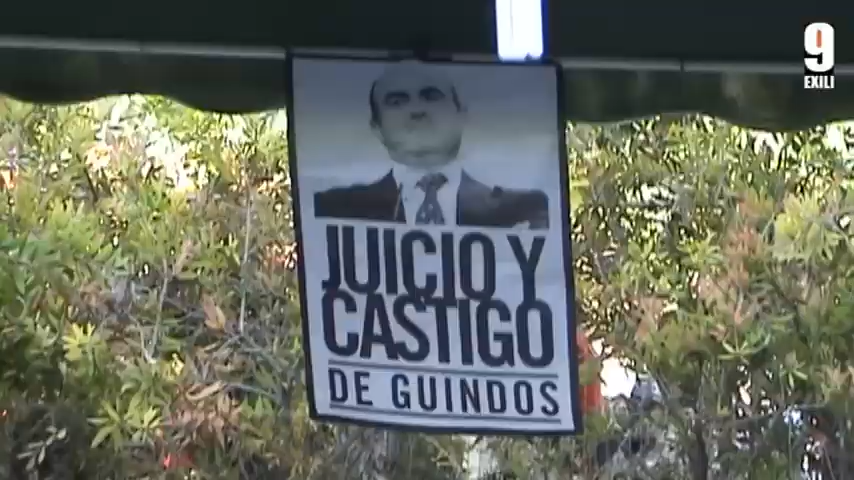 9
EXILI
JUICIO Y
CASTIGO
DE GUINDOS